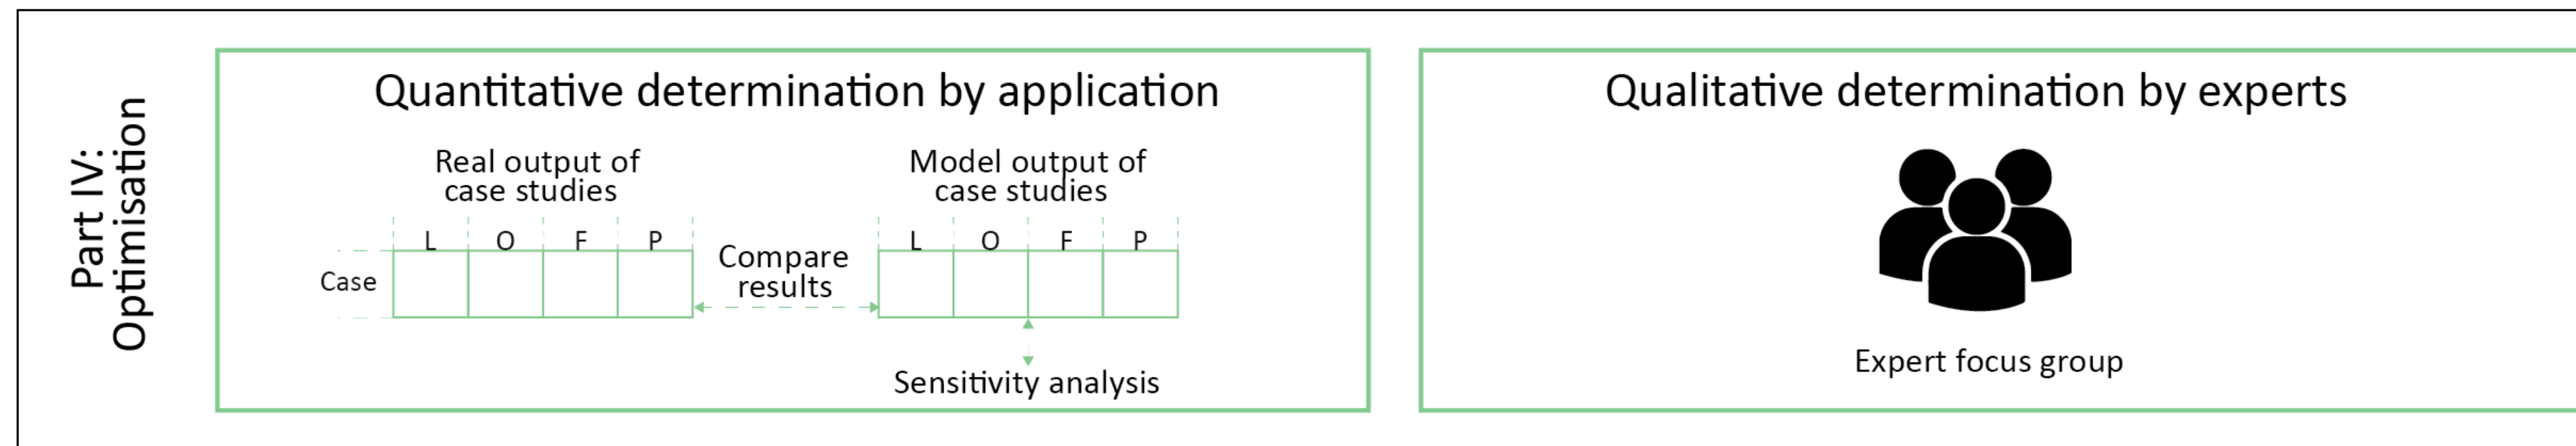 Part IV:
Optimisation
Quantitative determination by application
Real output of
case studies
L O F P
Case
Compare
results
Model output of
case studies
L O F P
Sensitivity analysis
Qualitative determination by experts
Expert focus group